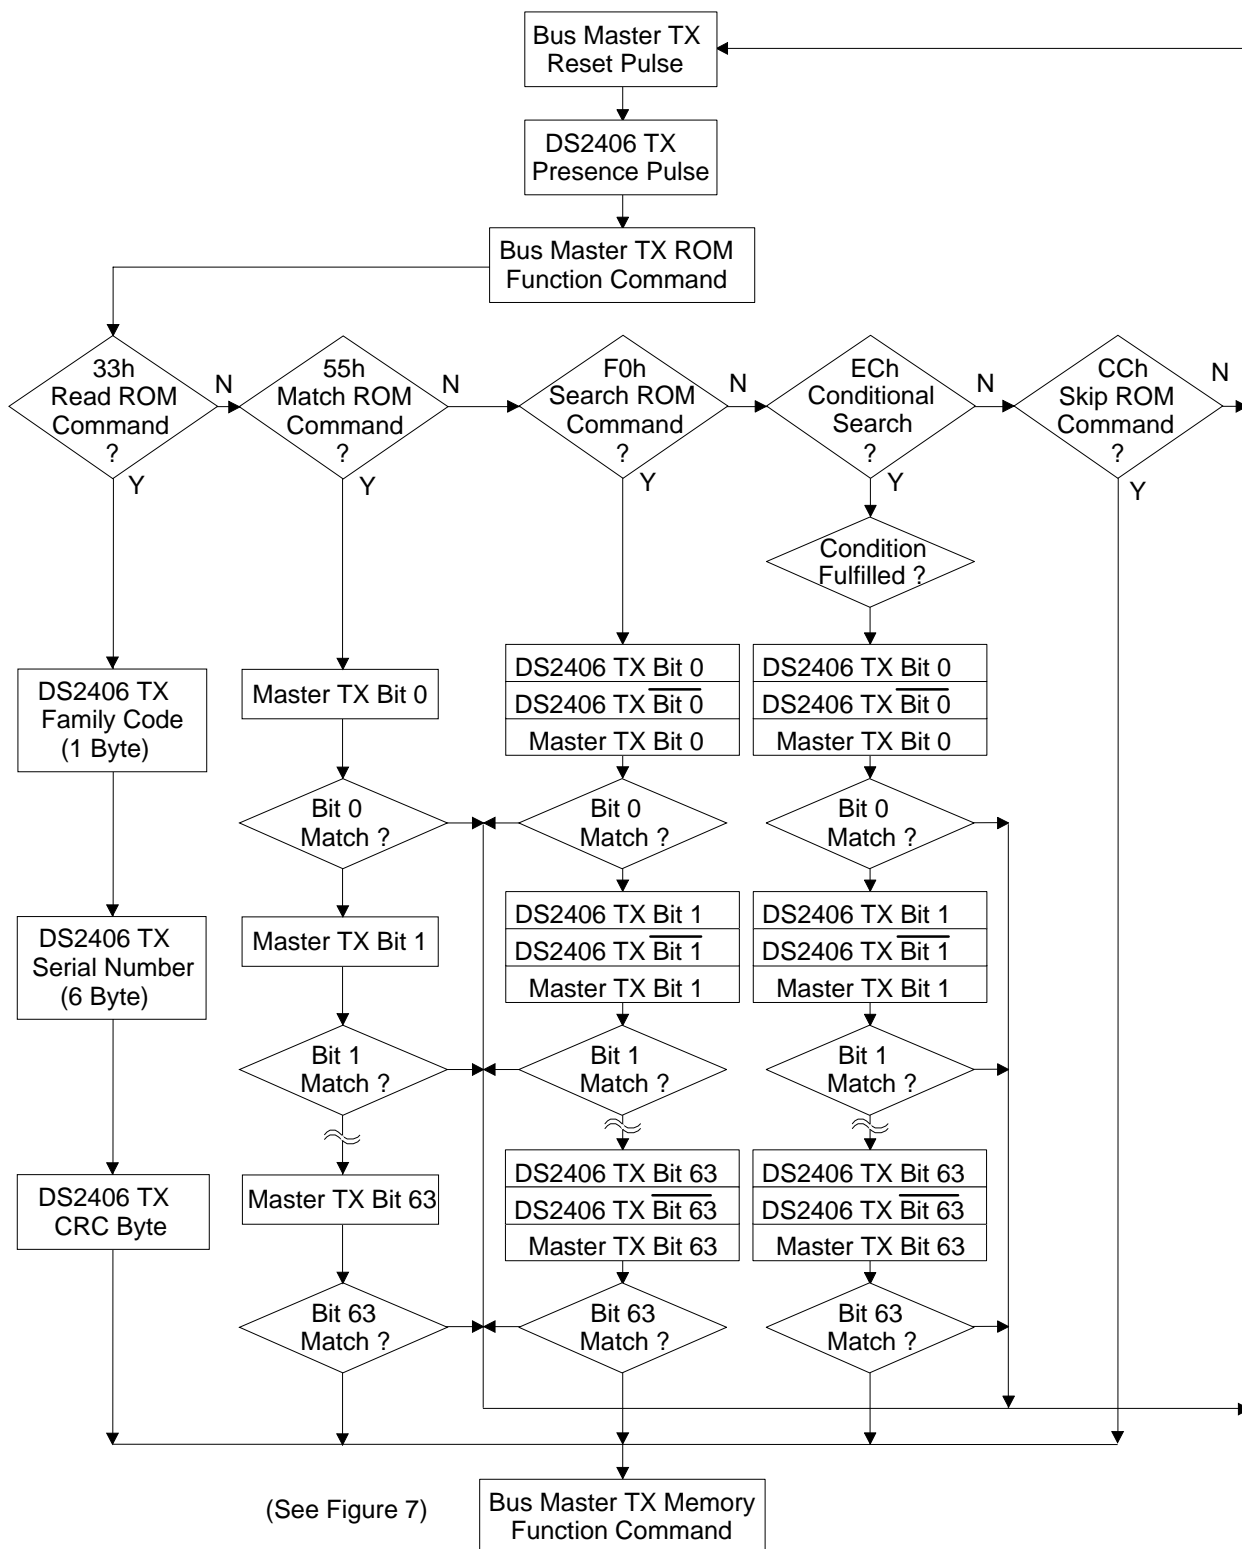 Bus Master TX
Reset Pulse
DS2406 TX
Presence Pulse
Bus Master TX ROM
Function Command
33h
Read ROM
Command
?
N
Y
55h
Match ROM
Command
?
N
Y
F0h
Search ROM
Command
?
N
Y
ECh
Conditional
Search
?
N
Y
CCh
Skip ROM
Command
?
N
Y
Condition
Fulfilled ?
DS2406 TX
Family Code
(1 Byte)
DS2406 TX
Serial Number
(6 Byte)
DS2406 TX
CRC Byte
Master TX Bit 0
Bit 0
Match ?
Master TX Bit 1
Bit 1
Match ?
Master TX Bit 63
Bit 63
Match ?
DS2406 TX Bit 0
DS2406 TX B̅i̅t̅ ̅0̅
Master TX Bit 0
Bit 0
Match ?
DS2406 TX Bit 1
DS2406 TX B̅i̅t̅ ̅1̅
Master TX Bit 1
Bit 1
Match ?
DS2406 TX Bit 63
DS2406 TX B̅i̅t̅ ̅6̅3̅
Master TX Bit 63
Bit 63
Match ?
DS2406 TX Bit 0
DS2406 TX B̅i̅t̅ ̅0̅
Master TX Bit 0
Bit 0
Match ?
DS2406 TX Bit 1
DS2406 TX B̅i̅t̅ ̅1̅
Master TX Bit 1
Bit 1
Match ?
DS2406 TX Bit 63
DS2406 TX B̅i̅t̅ ̅6̅3̅
Master TX Bit 63
Bit 63
Match ?
(See Figure 7)
Bus Master TX Memory
Function Command